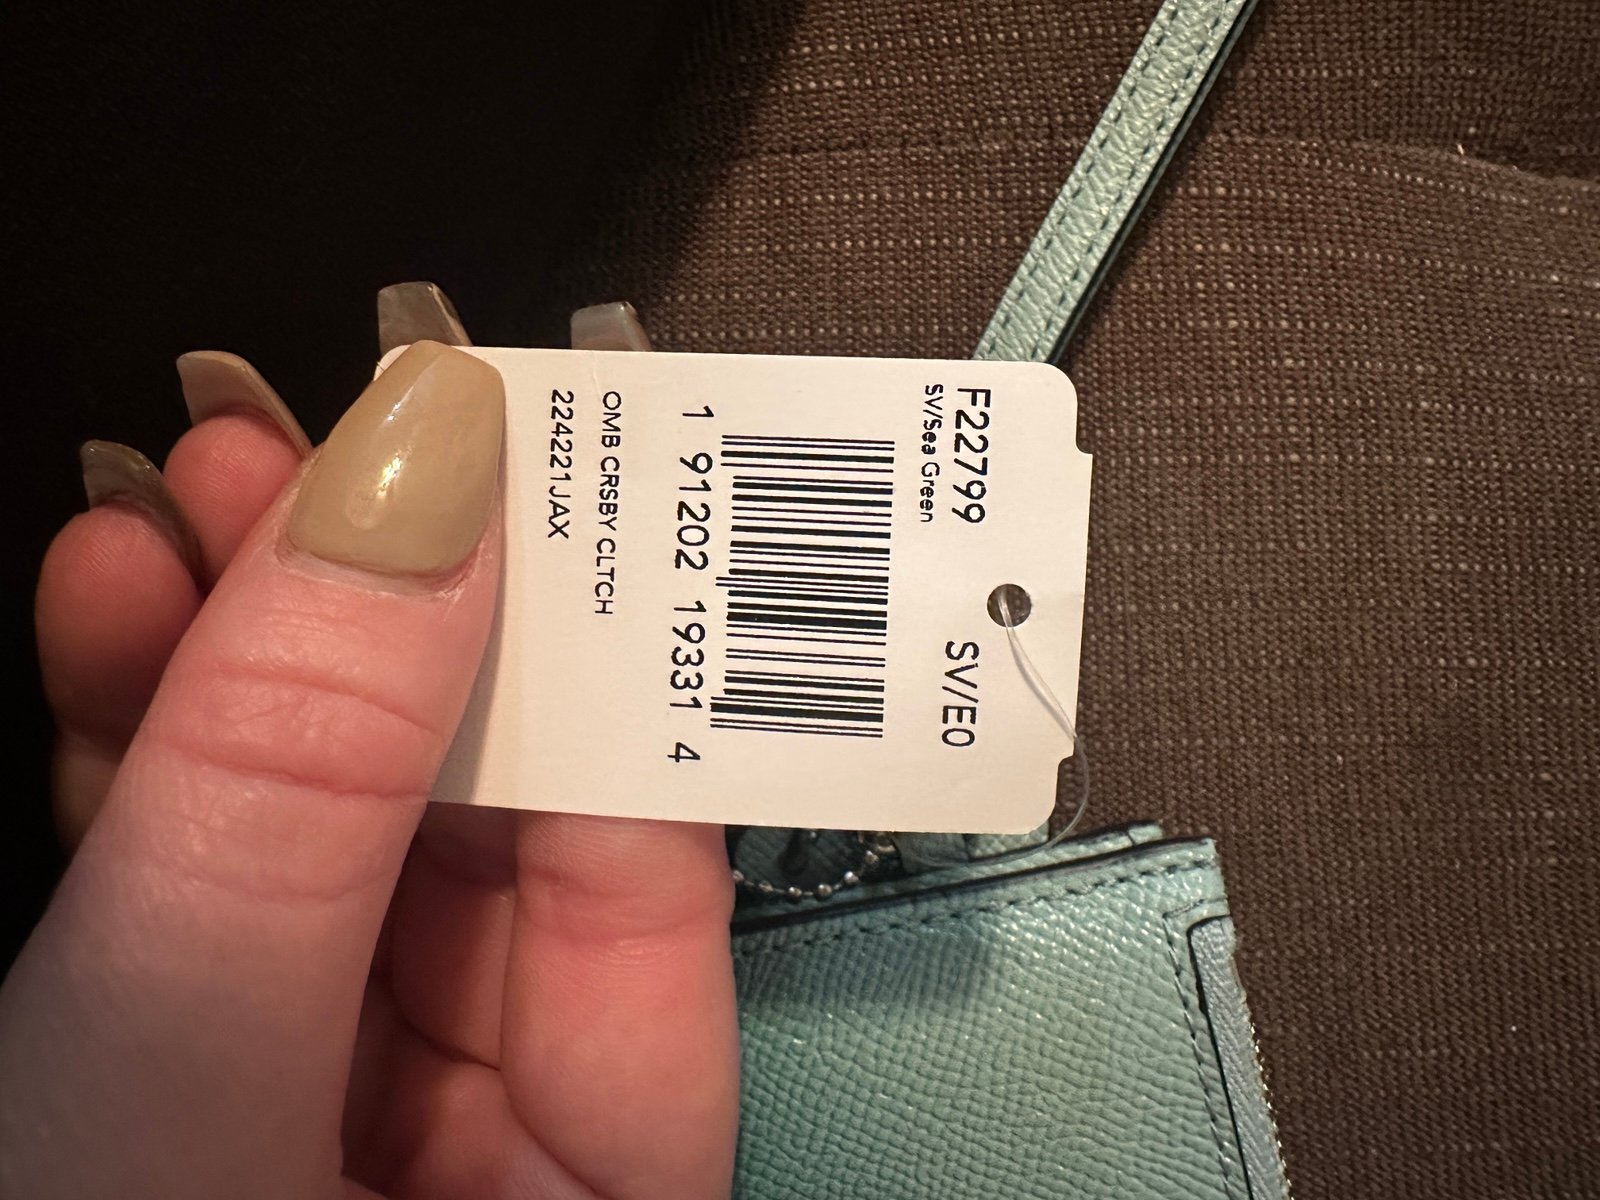 F22799
SV/E0
SV/Sea Green
1 91202 19331 4
OMB CRSBY CLTCH
224221JAX